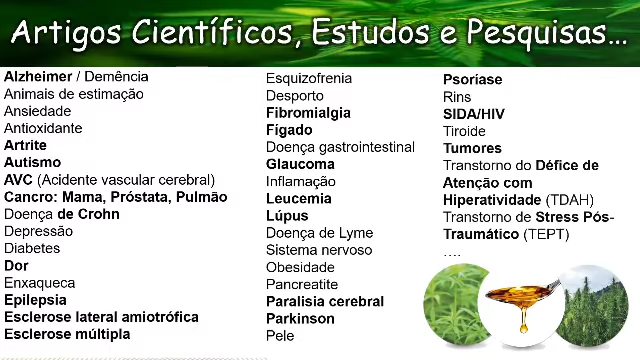 Artigos Científicos, Estudos e Pesquisas...
Alzheimer / Demência
Animais de estimação
Ansiedade
Antioxidante
Artrite
Autismo
AVC (Acidente vascular cerebral)
Cancro: Mama, Próstata, Pulmão
Doença de Crohn
Depressão
Diabetes
Dor
Enxaqueca
Epilepsia
Esclerose lateral amiotrófica
Esclerose múltipla
Esquizofrenia
Desporto
Fibromialgia
Fígado
Doença gastrointestinal
Glaucoma
Inflamação
Leucemia
Lúpus
Doença de Lyme
Sistema nervoso
Obesidade
Pancreatite
Paralisia cerebral
Parkinson
Pele
Psoríase
Rins
SIDA/HIV
Tiroide
Tumores
Transtorno do Défice de
Atenção com
Hiperatividade (TDAH)
Transtorno de Stress Pós-
Traumático (TEPT)
....